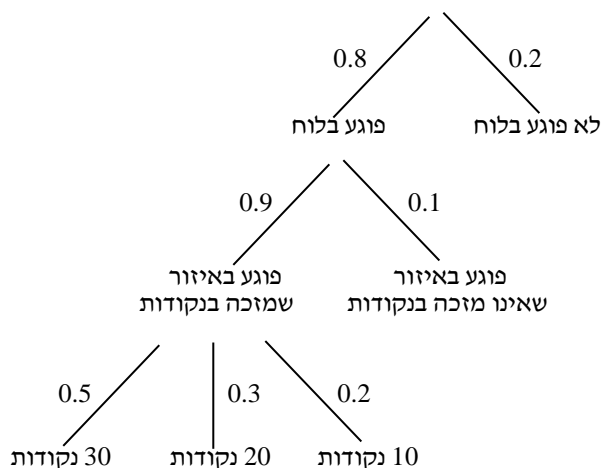 0.8
0.2
פוגע בלוח
לא פוגע בלוח
0.9
0.1
פוגע באיזור
שמזכה בנקודות
פוגע באיזור
שאינו מזכה בנקודות
0.5
0.3
0.2
30 נקודות
20 נקודות
10 נקודות